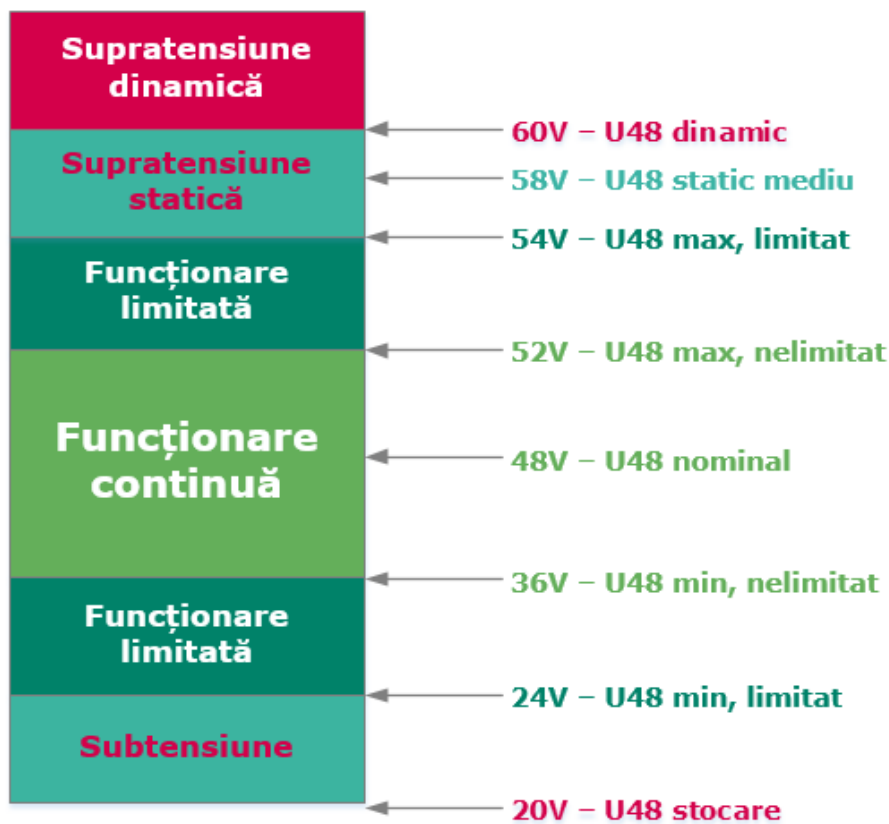 Supratensiune
dinamică
60V – U48 dinamic
Supratensiune
statică
58V – U48 static mediu
54V – U48 max, limitat
Funcționare
limitată
52V – U48 max, nelimitat
Funcționare
continuă
48V – U48 nominal
36V – U48 min, nelimitat
Funcționare
limitată
24V – U48 min, limitat
Subtensiune
20V – U48 stocare